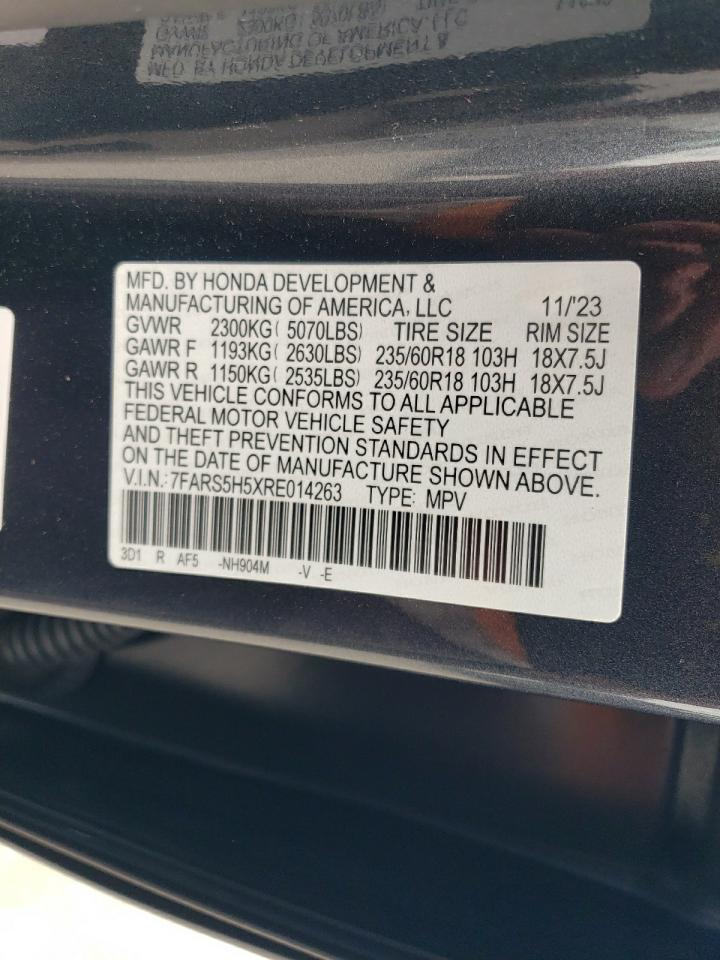 MFD. BY HONDA DEVELOPMENT &
MANUFACTURING OF AMERICA, LLC 11/'23
GVWR 2300KG ( 5070LBS) TIRE SIZE RIM SIZE
GAWR F 1193KG ( 2630LBS) 235/60R18 103H 18X7.5J
GAWR R 1150KG ( 2535LBS) 235/60R18 103H 18X7.5J
THIS VEHICLE CONFORMS TO ALL APPLICABLE
FEDERAL MOTOR VEHICLE SAFETY
AND THEFT PREVENTION STANDARDS IN EFFECT
ON THE DATE OF MANUFACTURE SHOWN ABOVE.
V.I.N.: 7FARS5H5XRE014263 TYPE: MPV
3D1 R AF5 -NH904M -V -E